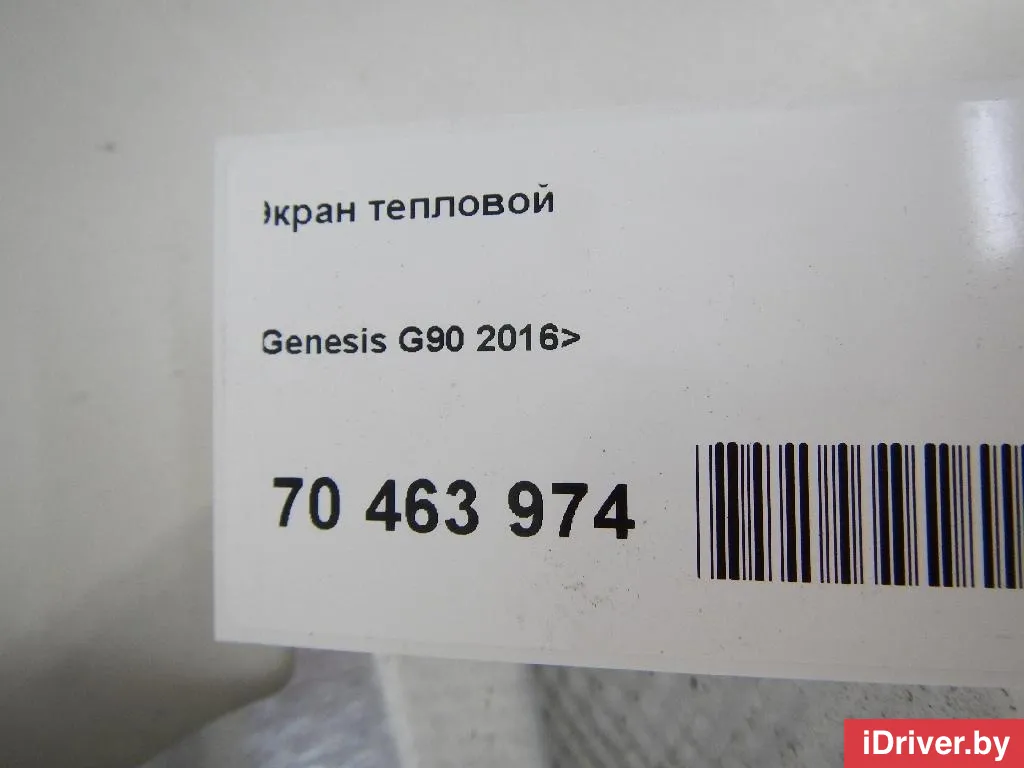 Экран тепловой
Genesis G90 2016>
70 463 974
iDriver.by